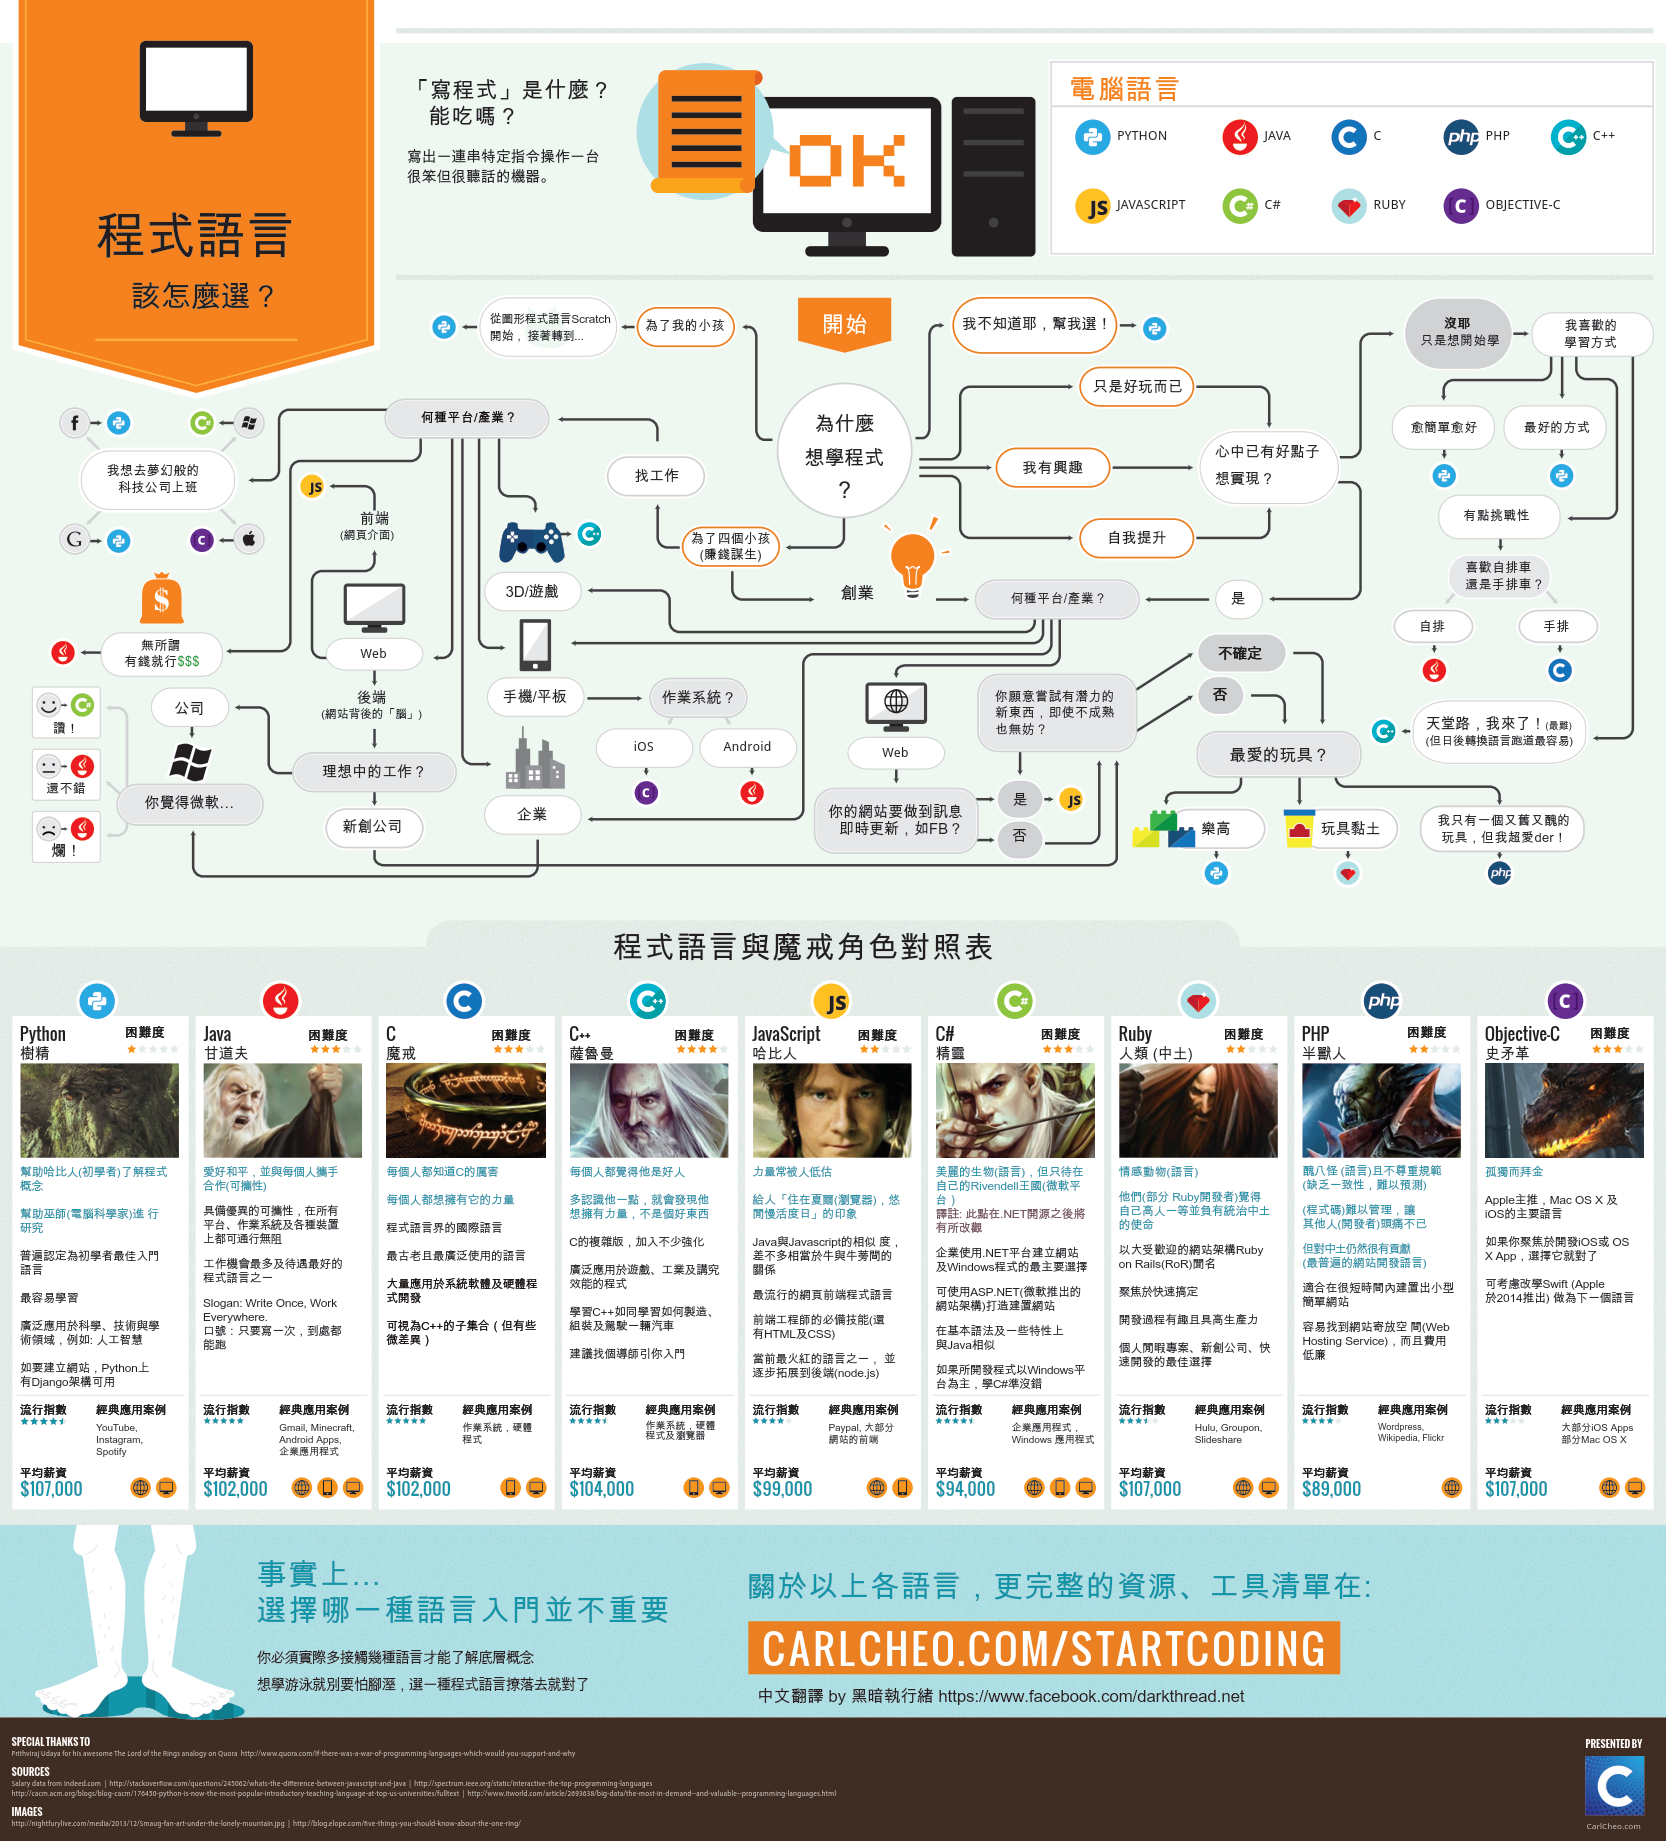 程式語言
該怎麼選？
「寫程式」是什麼？
能吃嗎？
寫出一連串特定指令操作一台
很笨但很聽話的機器。
OK
電腦語言
PYTHON
JAVA
C
php PHP
C++
JS JAVASCRIPT
C#
RUBY
OBJECTIVE-C
開始
為什麼
想學程式
?
為了我的小孩
從圖形程式語言Scratch
開始，接著轉到...
我不知道耶，幫我選！
只是好玩而已
我有興趣
自我提升
心中已有好點子
想實現？
沒耶
只是想開始學
我喜歡的
學習方式
愈簡單愈好
最好的方式
有點挑戰性
喜歡自排車
還是手排車？
自排
手排
天堂路，我來了！(最難)
(但日後轉換語言跑道最容易)
為了四個小孩
(賺錢謀生)
找工作
創業
何種平台/產業？
是
何種平台/產業？
我想去夢幻般的
科技公司上班
f
G
無所謂
有錢就行$$$
JS
前端
(網頁介面)
Web
後端
(網站背後的「腦」)
理想中的工作？
公司
新創公司
你覺得微軟...
讚！
還不錯
爛！
3D/遊戲
手機/平板
作業系統？
iOS
Android
企業
Web
你的網站要做到訊息
即時更新，如FB？
是
JS
否
你願意嘗試有潛力的
新東西，即使不成熟
也無妨？
不確定
否
最愛的玩具？
樂高
玩具黏土
我只有一個又舊又醜的
玩具，但我超愛der！
php
程式語言與魔戒角色對照表
Python
困難度
樹精
幫助哈比人(初學者)了解程式
概念
幫助巫師(電腦科學家)進 行
研究
普遍認定為初學者最佳入門
語言
最容易學習
廣泛應用於科學、技術與學
術領域，例如: 人工智慧
如要建立網站，Python上
有Django架構可用
流行指數
經典應用案例
YouTube,
Instagram,
Spotify
平均薪資
$107,000
Java
困難度
甘道夫
愛好和平，並與每個人攜手
合作(可攜性)
具備優異的可攜性，在所有
平台、作業系統及各種裝置
上都可通行無阻
工作機會最多及待遇最好的
程式語言之一
Slogan: Write Once, Work
Everywhere.
口號：只要寫一次，到處都
能跑
流行指數
經典應用案例
Gmail, Minecraft,
Android Apps,
企業應用程式
平均薪資
$102,000
C
困難度
魔戒
每個人都知道C的厲害
每個人都想擁有它的力量
程式語言界的國際語言
最古老且最廣泛使用的語言
大量應用於系統軟體及硬體程
式開發
可視為C++的子集合（但有些
微差異）
流行指數
經典應用案例
作業系統，硬體
程式
平均薪資
$102,000
C++
困難度
薩魯曼
每個人都覺得他是好人
多認識他一點，就會發現他
想擁有力量，不是個好東西
C的複雜版，加入不少強化
廣泛應用於遊戲、工業及講究
效能的程式
學習C++如同學習如何製造、
組裝及駕駛一輛汽車
建議找個導師引你入門
流行指數
經典應用案例
作業系統，硬體
程式及瀏覽器
平均薪資
$104,000
JS
JavaScript
困難度
哈比人
力量常被人低估
給人「住在夏爾(瀏覽器)，悠
閒慢活度日」的印象
Java與Javascript的相似 度，
差不多相當於牛與牛蒡間的
關係
最流行的網頁前端程式語言
前端工程師的必備技能(還
有HTML及CSS)
當前最火紅的語言之一， 並
逐步拓展到後端(node.js)
流行指數
經典應用案例
Paypal, 大部分
網站的前端
平均薪資
$99,000
C#
困難度
精靈
美麗的生物(語言)，但只待在
自己的Rivendell王國(微軟平
台）
譯註: 此點在.NET開源之後將
有所改觀
企業使用.NET平台建立網站
及Windows程式的最主要選擇
可使用ASP.NET(微軟推出的
網站架構)打造建置網站
在基本語法及一些特性上
與Java相似
如果所開發程式以Windows平
台為主，學C#準沒錯
流行指數
經典應用案例
企業應用程式，
Windows 應用程式
平均薪資
$94,000
Ruby
困難度
人類 (中土)
情感動物(語言)
他們(部分 Ruby開發者)覺得
自己高人一等並負有統治中土
的使命
以大受歡迎的網站架構Ruby
on Rails(RoR)聞名
聚焦於快速搞定
開發過程有趣且具高生產力
個人閒暇專案、新創公司、快
速開發的最佳選擇
流行指數
經典應用案例
Hulu, Groupon,
Slideshare
平均薪資
$107,000
php
PHP
困難度
半獸人
醜八怪 (語言)且不尊重規範
(缺乏一致性，難以預測)
(程式碼)難以管理，讓
其他人(開發者)頭痛不已
但對中土仍然很有貢獻
(最普遍的網站開發語言)
適合在很短時間內建置出小型
簡單網站
容易找到網站寄放空 間(Web
Hosting Service)，而且費用
低廉
流行指數
經典應用案例
Wordpress,
Wikipedia, Flickr
平均薪資
$89,000
Objective-C
困難度
史矛革
孤獨而拜金
Apple主推，Mac OS X 及
iOS的主要語言
如果你聚焦於開發iOS或 OS
X App，選擇它就對了
可考慮改學Swift (Apple
於2014推出) 做為下一個語言
流行指數
經典應用案例
大部分iOS Apps
部分Mac OS X
平均薪資
$107,000
事實上...
選擇哪一種語言入門並不重要
你必須實際多接觸幾種語言才能了解底層概念
想學游泳就別要怕腳溼，選一種程式語言撩落去就對了
關於以上各語言，更完整的資源、工具清單在:
CARLCHEO.COM/STARTCODING
中文翻譯 by 黑暗執行緒 https://www.facebook.com/darkthread.net
SPECIAL THANKS TO
Prithviraj Udaya for his awesome The Lord of the Rings analogy on Quora http://www.quora.com/if-there-was-a-war-of-programming-languages-which-would-you-support-and-why
SOURCES
Salary data from Indeed.com | http://stackoverflow.com/questions/245062/whats-the-difference-between-javascript-and-java | http://spectrum.ieee.org/static/interactive-the-top-programming-languages
http://cacm.acm.org/blogs/blog-cacm/176450-python-is-now-the-most-popular-introductory-teaching-language-at-top-us-universities/fulltext | http://www.itworld.com/article/2693638/big-data/the-most-in-demand--and-valuable--programming-languages.html
IMAGES
http://nightfurylive.com/media/2013/12/Smaug-fan-art-under-the-lonely-mountain.jpg | http://blog.elope.com/five-things-you-should-know-about-the-one-ring/
PRESENTED BY
C
CarlCheo.com